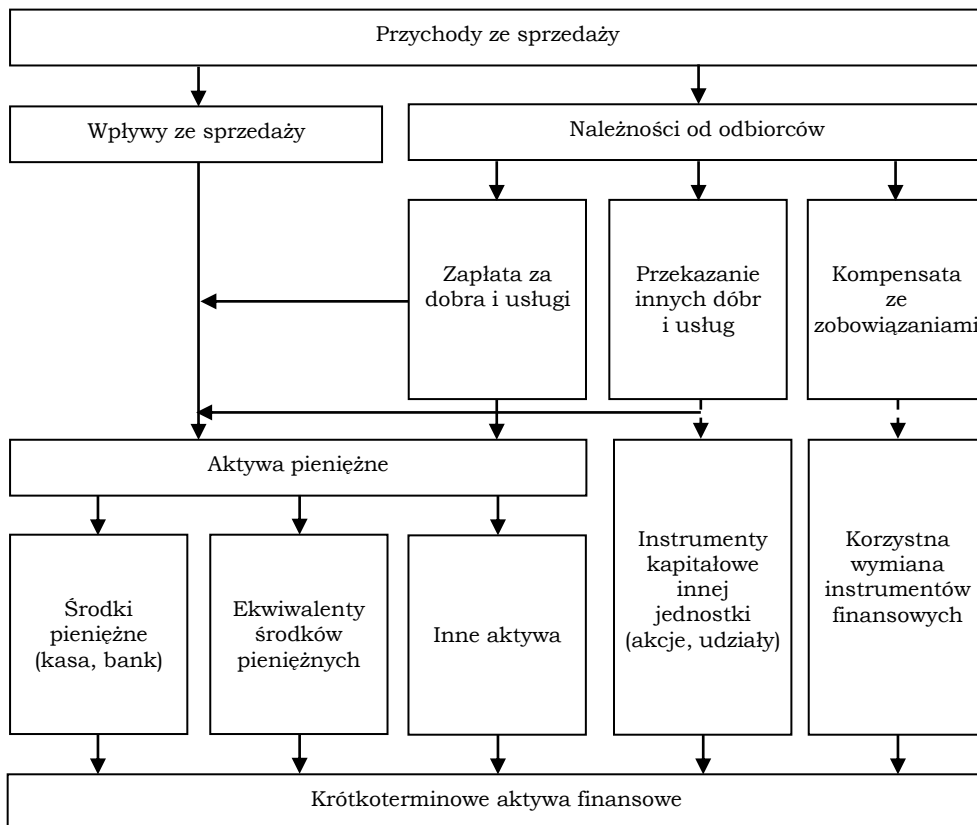 Przychody ze sprzedaży
Wpływy ze sprzedaży
Należności od odbiorców
Zapłata za
dobra i usługi
Przekazanie
innych dóbr
i usług
Kompensata
ze
zobowiązaniami
Aktywa pieniężne
Środki
pieniężne
(kasa, bank)
Ekwiwalenty
środków
pieniężnych
Inne aktywa
Instrumenty
kapitałowe
innej
jednostki
(akcje, udziały)
Korzystna
wymiana
instrumentów
finansowych
Krótkoterminowe aktywa finansowe